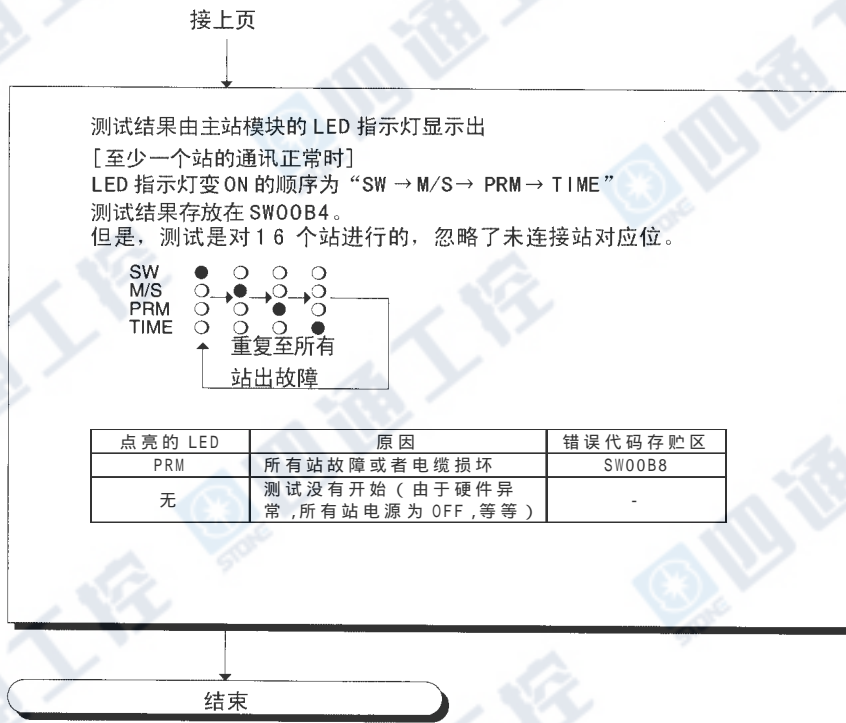 接上页
测试结果由主站模块的 LED 指示灯显示出
[至少一个站的通讯正常时]
LED 指示灯变 ON 的顺序为“SW → M/S → PRM → TIME”
测试结果存放在 SW00B4。
但是，测试是对16 个站进行的，忽略了未连接站对应位。
SW ● ○ ○ ○
M/S ○ → ● → ○ → ○
PRM ○ ○ ● ○
TIME ○ ○ ○ ●
重复至所有
站出故障
点亮的 LED 原因 错误代码存贮区
PRM 所有站故障或者电缆损坏 SW00B8
无 测试没有开始(由于硬件异
常,所有站电源为 OFF,等等) -
结束
四通工控
STONE